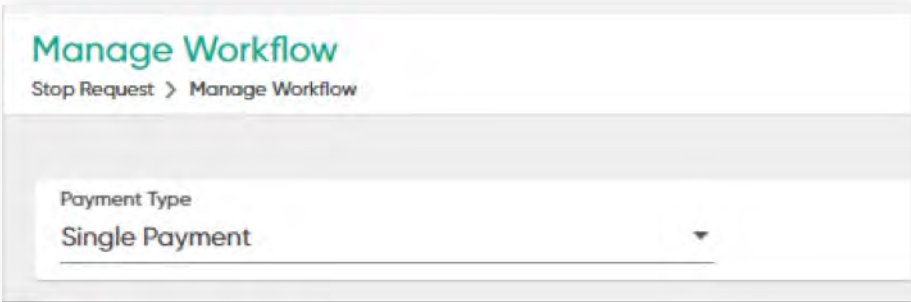 Manage Workflow
Stop Request > Manage Workflow
Payment Type
Single Payment